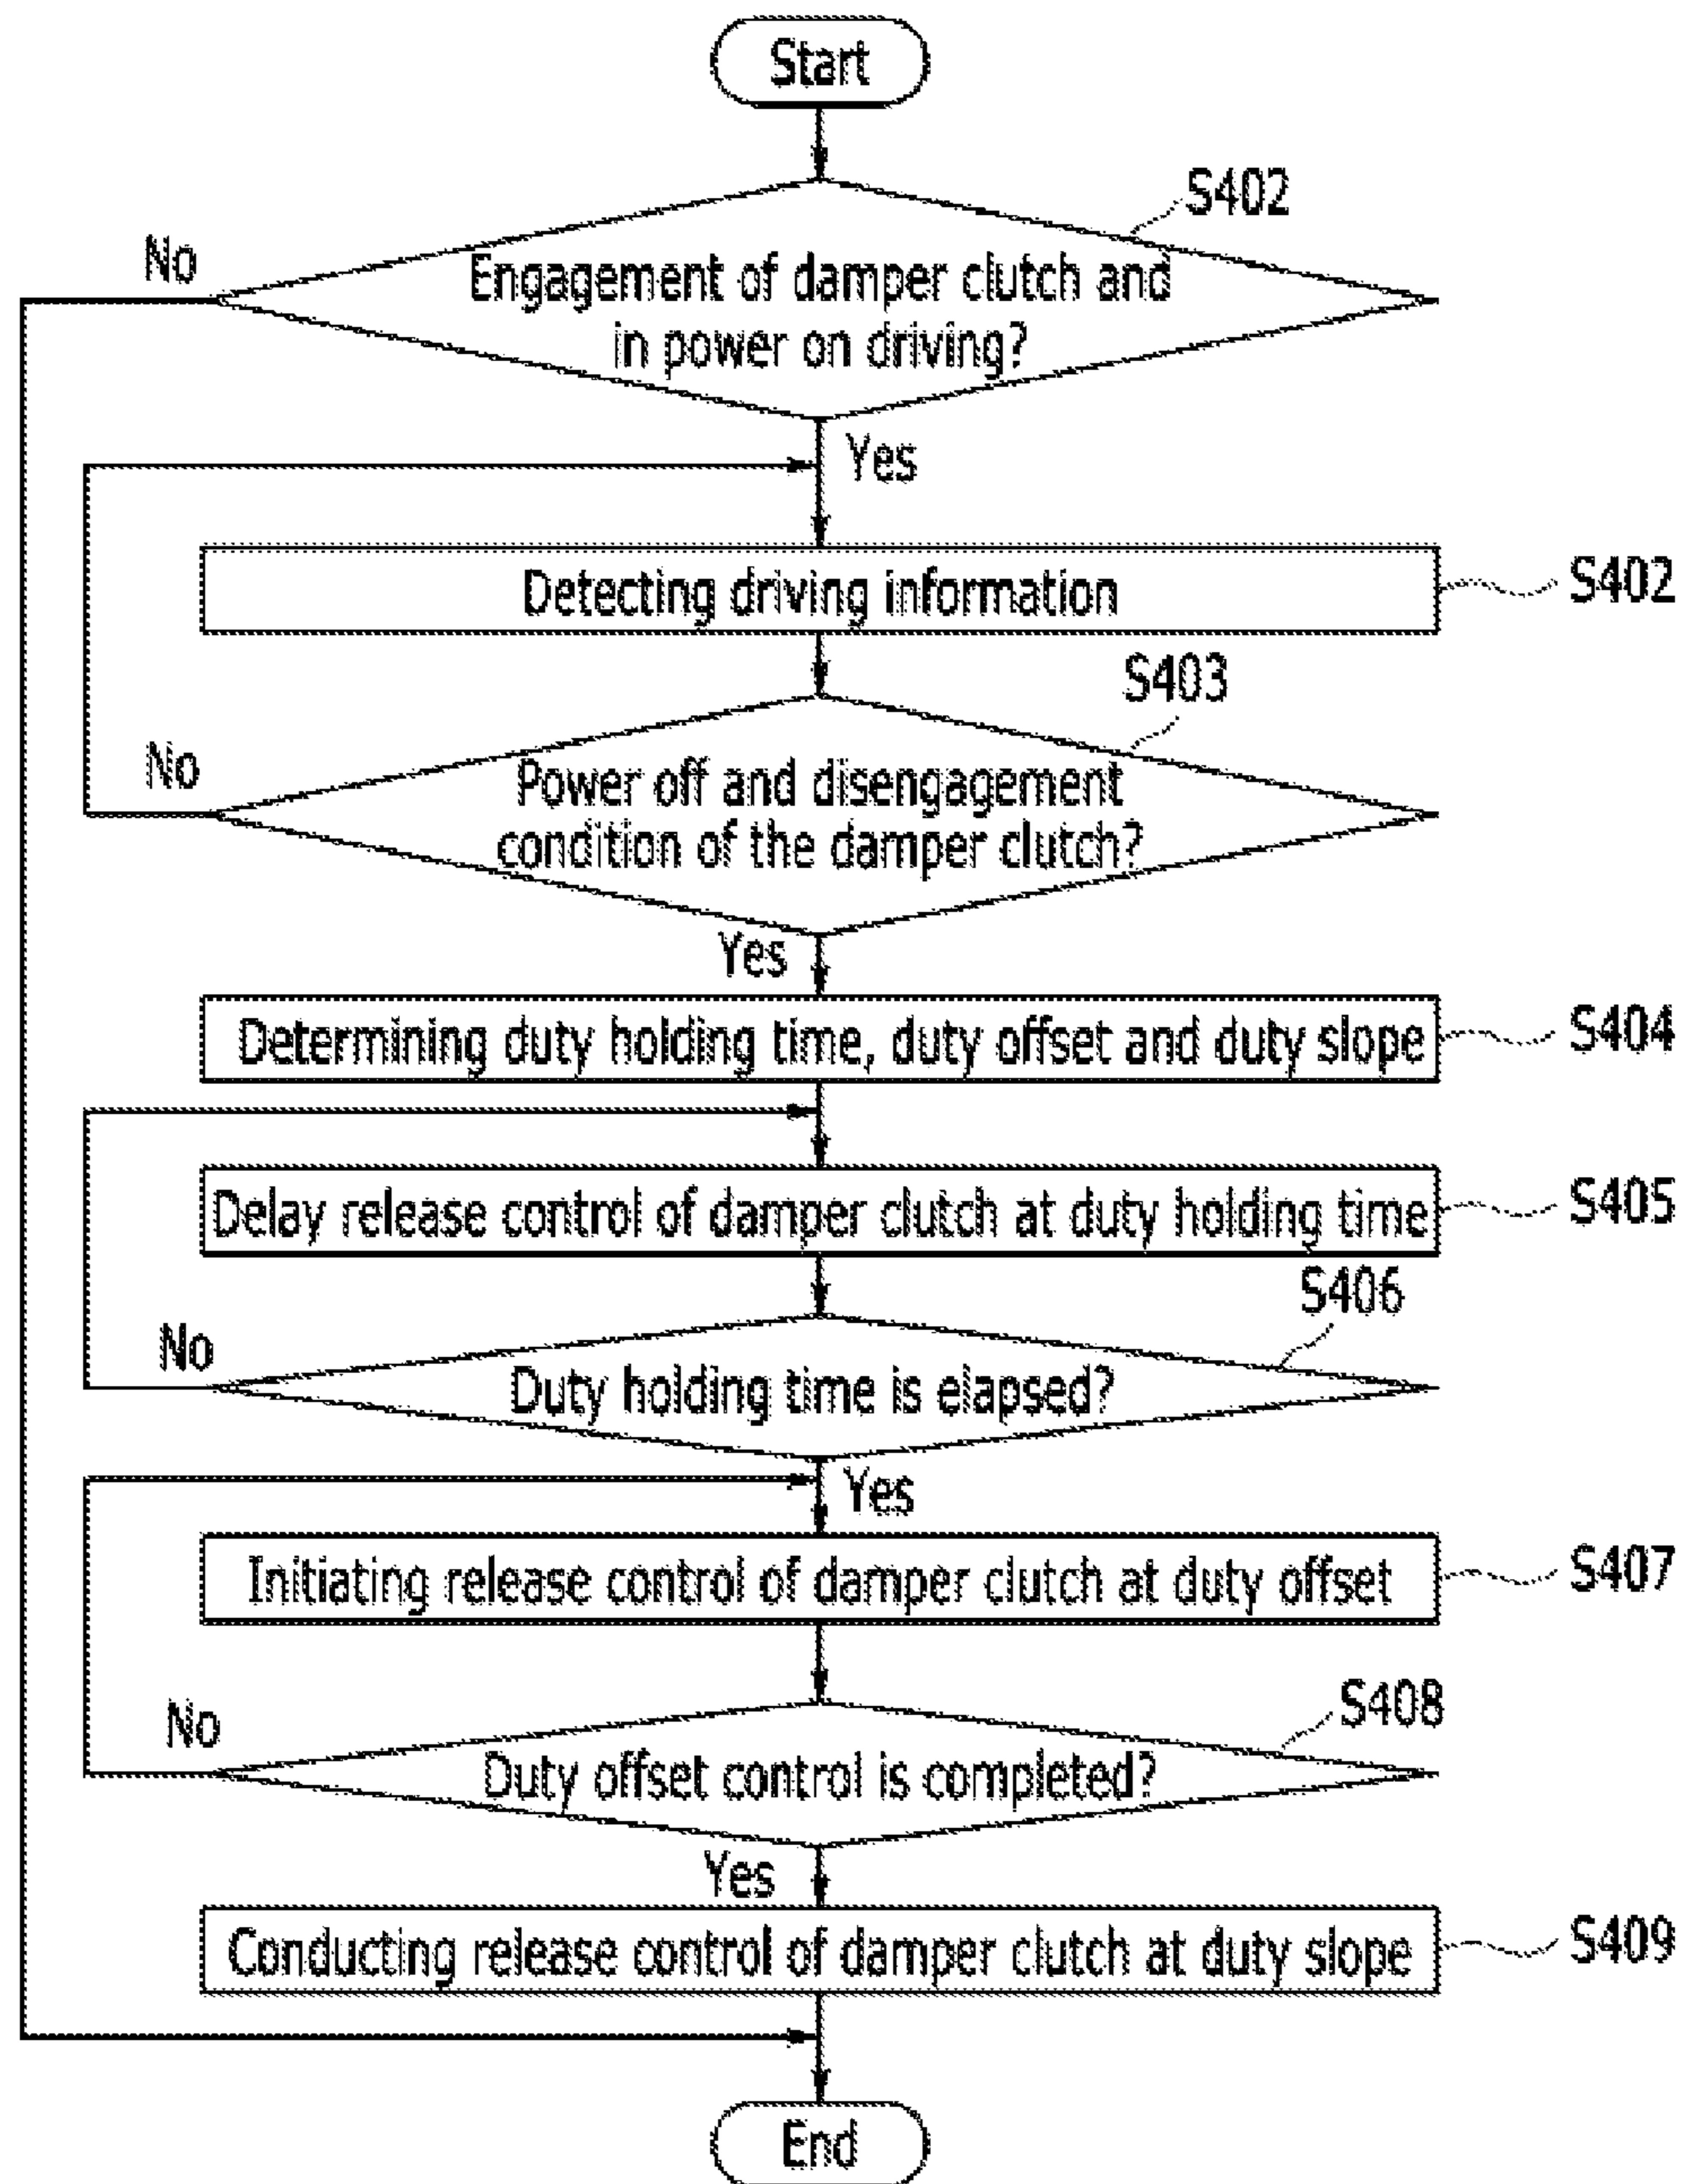 Start
S402
No
Engagement of damper clutch and
in power on driving?
Yes
Detecting driving information
S402
S403
No
Power off and disengagement
condition of the damper clutch?
Yes
Determining duty holding time, duty offset and duty slope
S404
Delay release control of damper clutch at duty holding time
S405
S406
No
Duty holding time is elapsed?
Yes
Initiating release control of damper clutch at duty offset
S407
S408
No
Duty offset control is completed?
Yes
Conducting release control of damper clutch at duty slope
S409
End